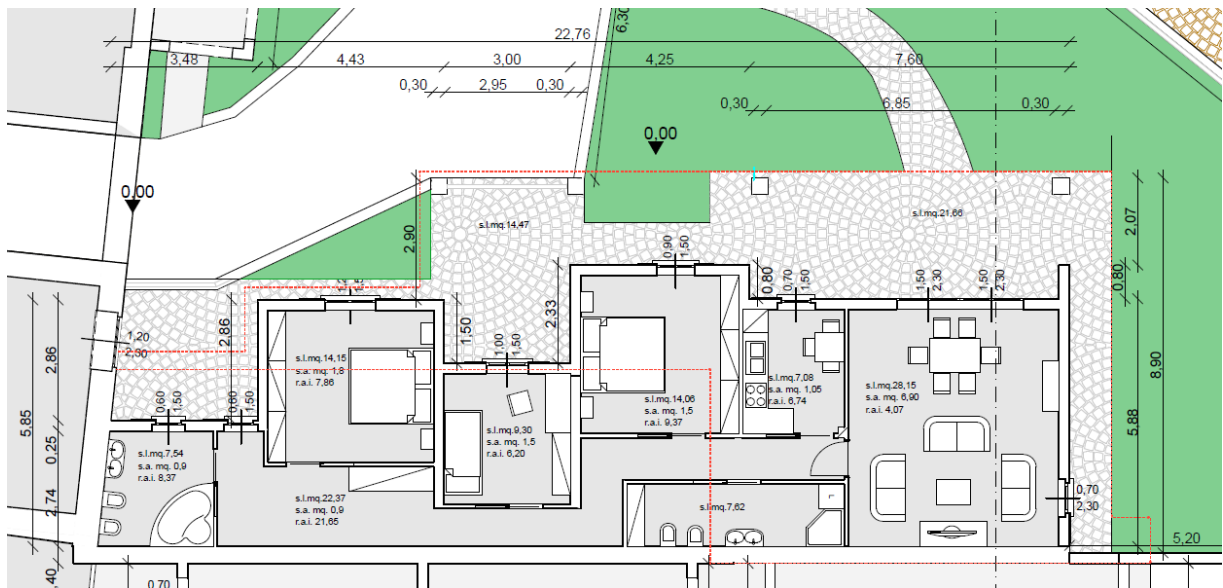 22,76
6,30
3,48
4,43
3,00
4,25
7,60
0,30
2,95
0,30
0,30
6,85
0,30
0,00
0,00
s.l.mq.14,47
s.l.mq.21,66
2,90
2,07
0,80
0,90
1,50
0,80
0,70
1,50
1,50
2,30
1,50
2,30
8,90
5,85
2,86
2,86
1,50
2,33
1,00
1,50
1,20
2,30
0,60
1,50
0,60
1,50
s.l.mq.14,15
s.a. mq. 1,8
r.a.i. 7,86
s.l.mq.7,08
s.a. mq. 1,05
r.a.i. 6,74
s.l.mq.28,15
s.a. mq. 6,90
r.a.i. 4,07
s.l.mq.14,06
s.a. mq. 1,5
r.a.i. 9,37
s.l.mq.9,30
s.a. mq. 1,5
r.a.i. 6,20
5,88
0,25
s.l.mq.7,54
s.a. mq. 0,9
r.a.i. 8,37
2,74
s.l.mq.22,37
s.a. mq. 0,9
r.a.i. 21,65
s.l.mq.7,62
0,70
2,30
5,20
,40
0,70